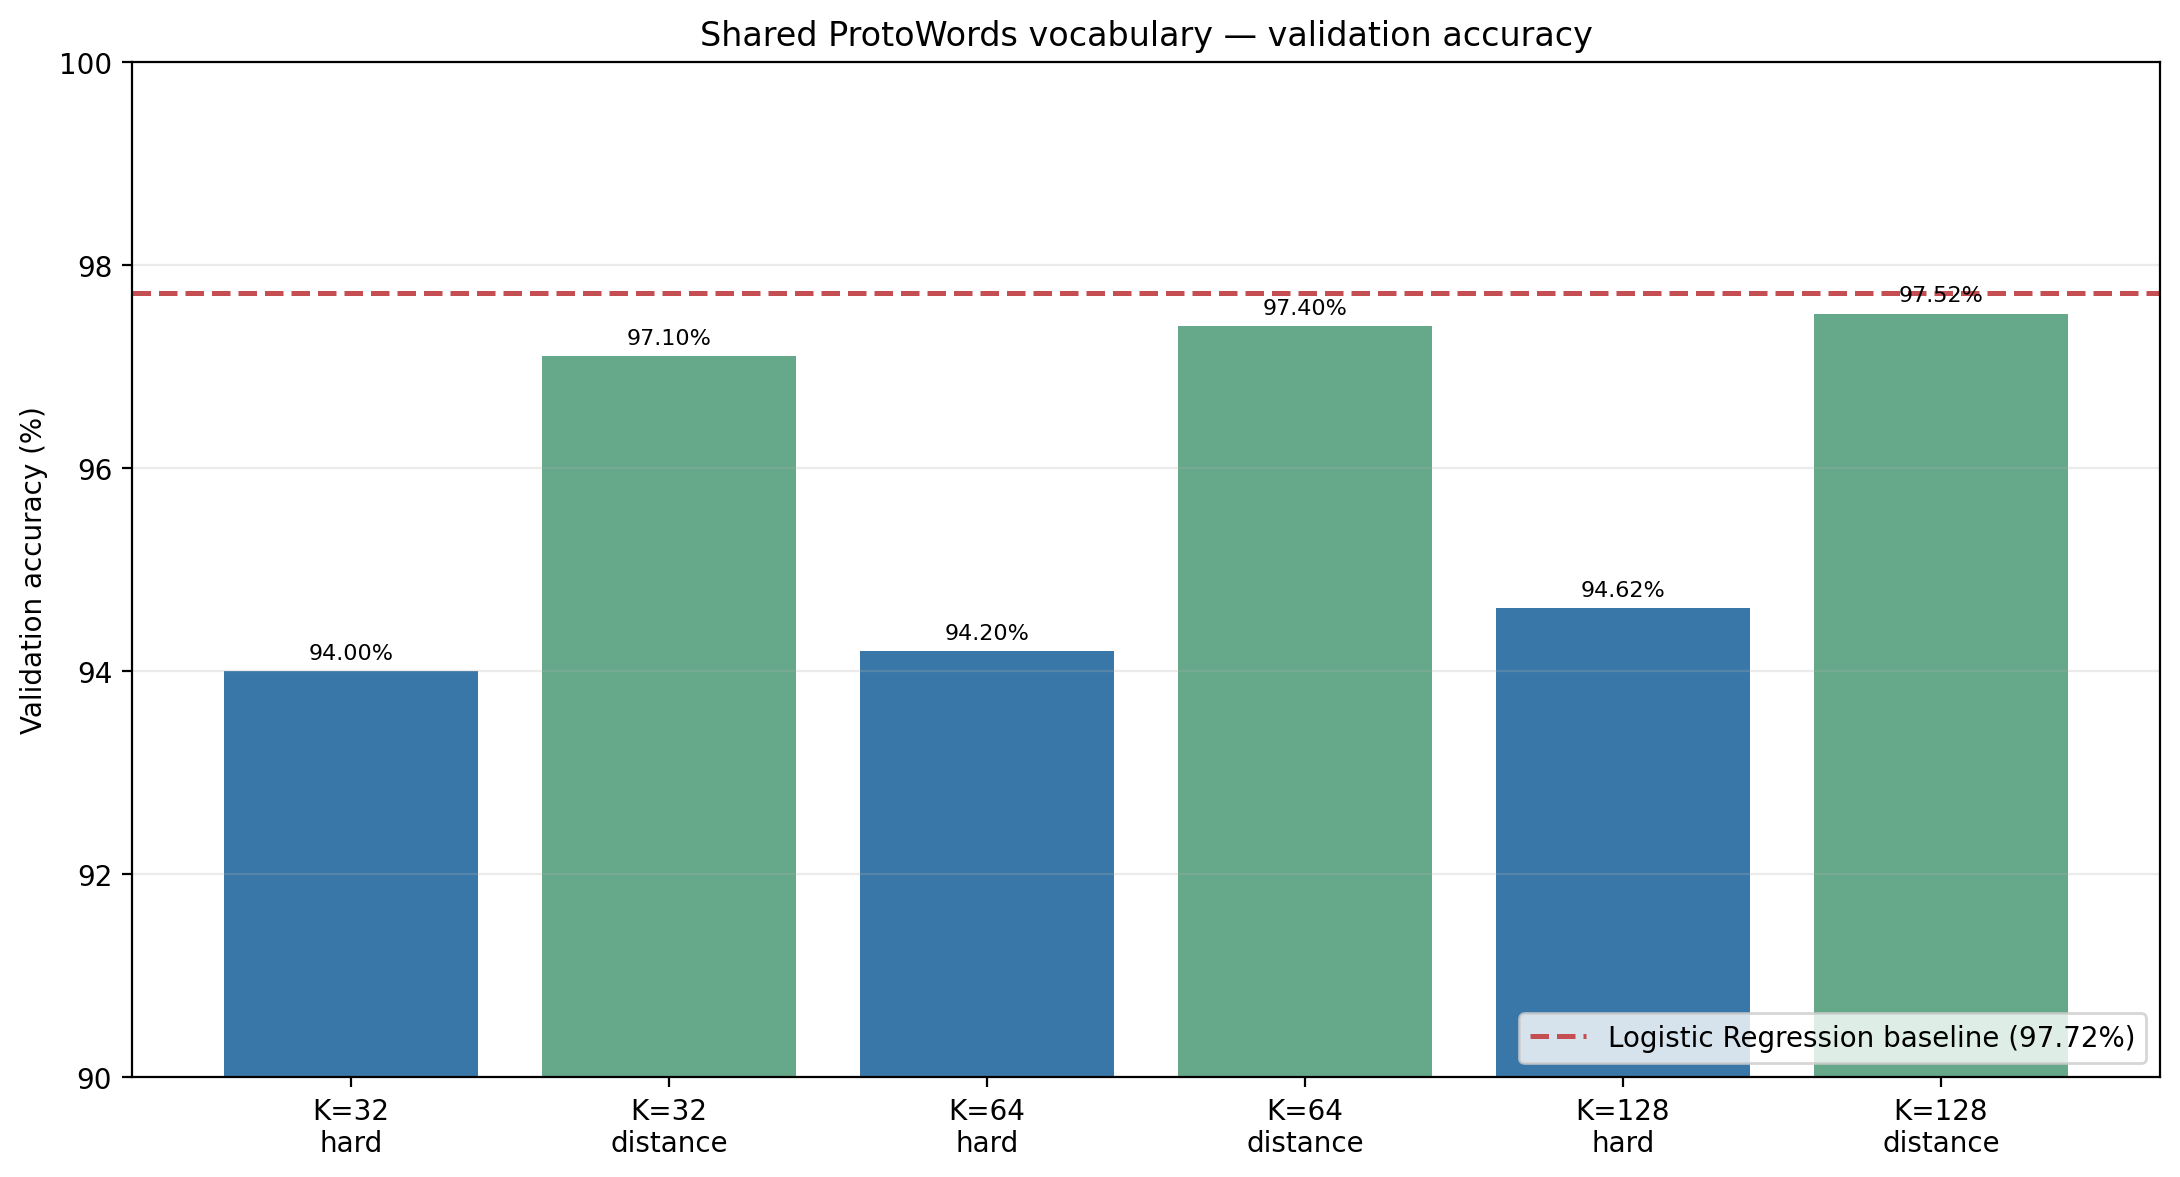 Shared ProtoWords vocabulary — validation accuracy
Validation accuracy (%)
100
98
96
94
92
90
94.00%
97.10%
94.20%
97.40%
94.62%
97.52%
Logistic Regression baseline (97.72%)
K=32
hard
K=32
distance
K=64
hard
K=64
distance
K=128
hard
K=128
distance